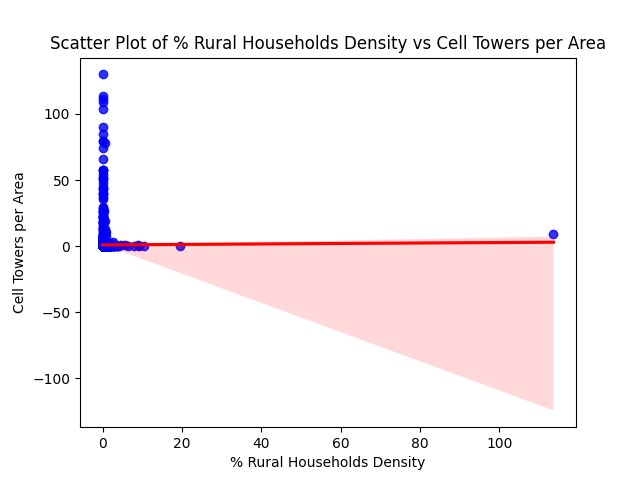 Scatter Plot of % Rural Households Density vs Cell Towers per Area
Cell Towers per Area
100
50
0
−50
−100
0 20 40 60 80 100
% Rural Households Density